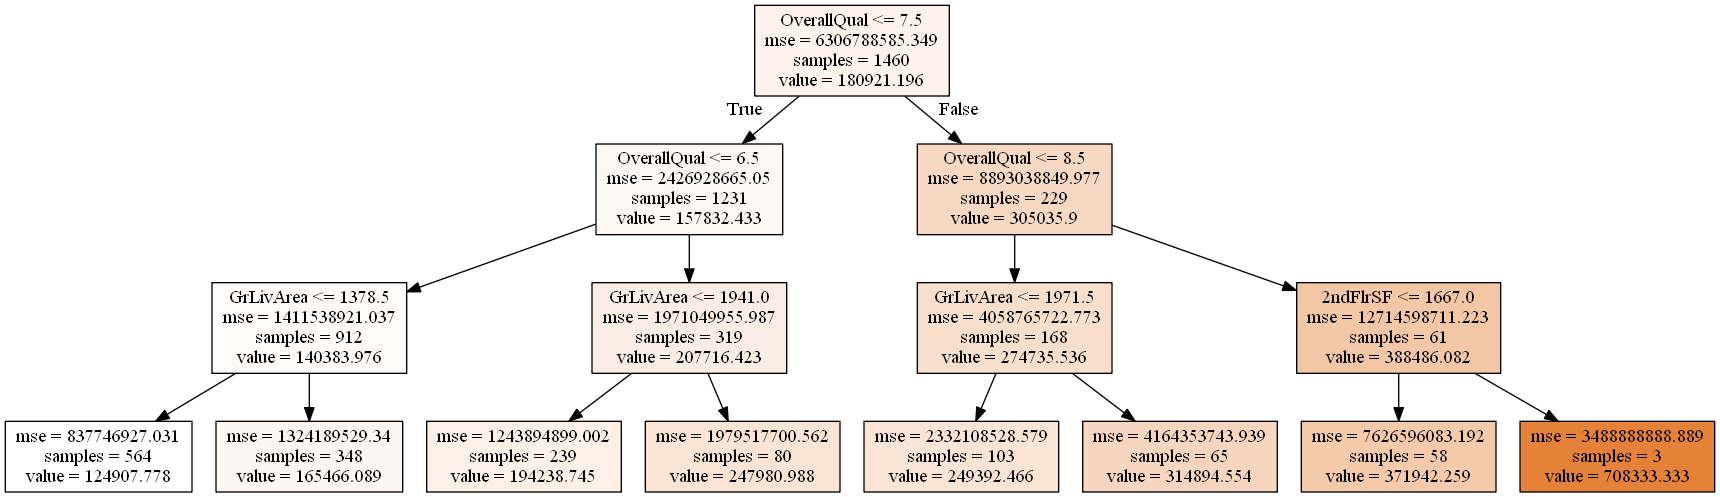 OverallQual <= 7.5
mse = 6306788585.349
samples = 1460
value = 180921.196
True
False
OverallQual <= 6.5
mse = 2426928665.05
samples = 1231
value = 157832.433
OverallQual <= 8.5
mse = 8893038849.977
samples = 229
value = 305035.9
GrLivArea <= 1378.5
mse = 1411538921.037
samples = 912
value = 140383.976
GrLivArea <= 1941.0
mse = 1971049955.987
samples = 319
value = 207716.423
GrLivArea <= 1971.5
mse = 4058765722.773
samples = 168
value = 274735.536
2ndFlrSF <= 1667.0
mse = 12714598711.223
samples = 61
value = 388486.082
mse = 837746927.031
samples = 564
value = 124907.778
mse = 1324189529.34
samples = 348
value = 165466.089
mse = 1243894899.002
samples = 239
value = 194238.745
mse = 1979517700.562
samples = 80
value = 247980.988
mse = 2332108528.579
samples = 103
value = 249392.466
mse = 4164353743.939
samples = 65
value = 314894.554
mse = 7626596083.192
samples = 58
value = 371942.259
mse = 3488888888.889
samples = 3
value = 708333.333